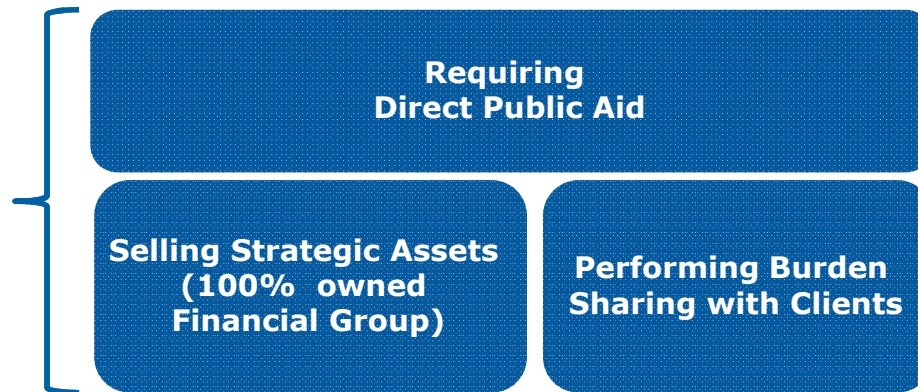 Requiring
Direct Public Aid
Selling Strategic Assets
(100% owned
Financial Group)
Performing Burden
Sharing with Clients